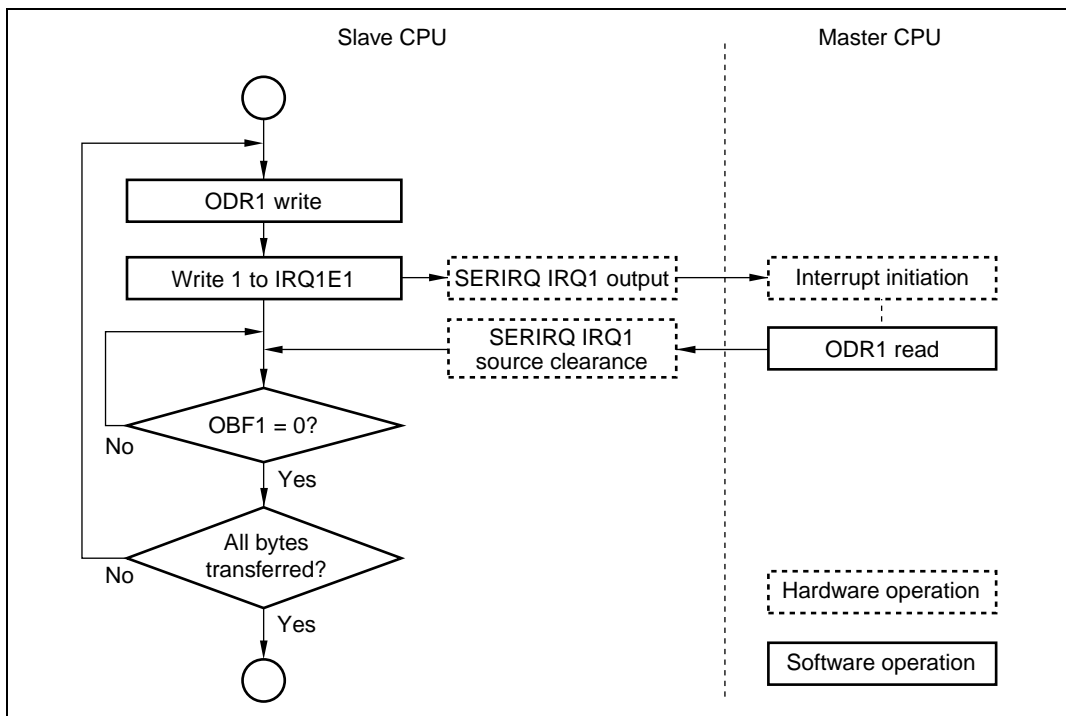 Slave CPU
Master CPU
ODR1 write
Write 1 to IRQ1E1
SERIRQ IRQ1 output
Interrupt initiation
SERIRQ IRQ1
source clearance
ODR1 read
OBF1 = 0?
No
Yes
All bytes
transferred?
No
Yes
Hardware operation
Software operation